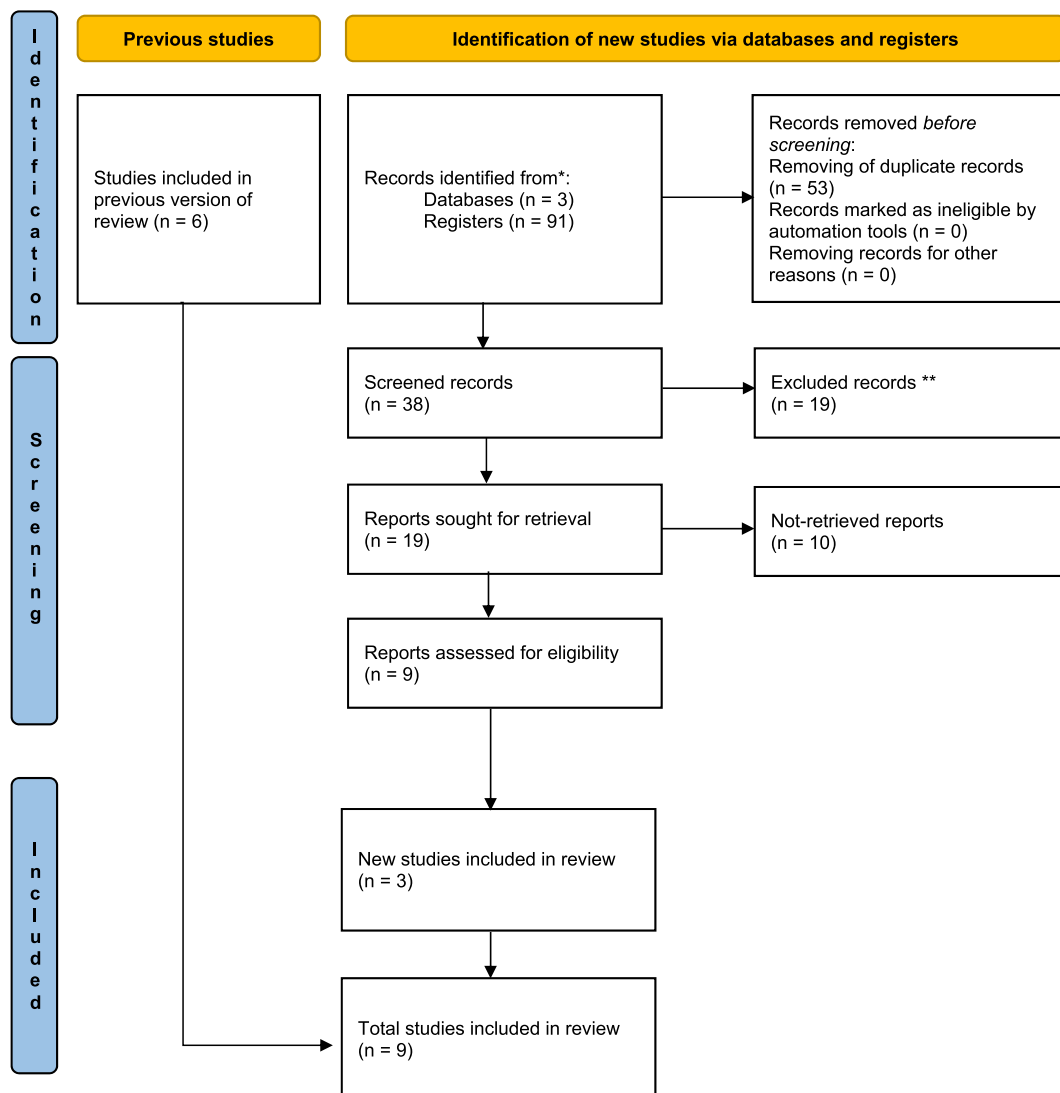 Identification
Previous studies
Identification of new studies via databases and registers
Studies included in
previous version of
review (n = 6)
Records identified from*:
Databases (n = 3)
Registers (n = 91)
Records removed before
screening:
Removing of duplicate records
(n = 53)
Records marked as ineligible by
automation tools (n = 0)
Removing records for other
reasons (n = 0)
Screening
Screened records
(n = 38)
Excluded records **
(n = 19)
Reports sought for retrieval
(n = 19)
Not-retrieved reports
(n = 10)
Reports assessed for eligibility
(n = 9)
Included
New studies included in review
(n = 3)
Total studies included in review
(n = 9)